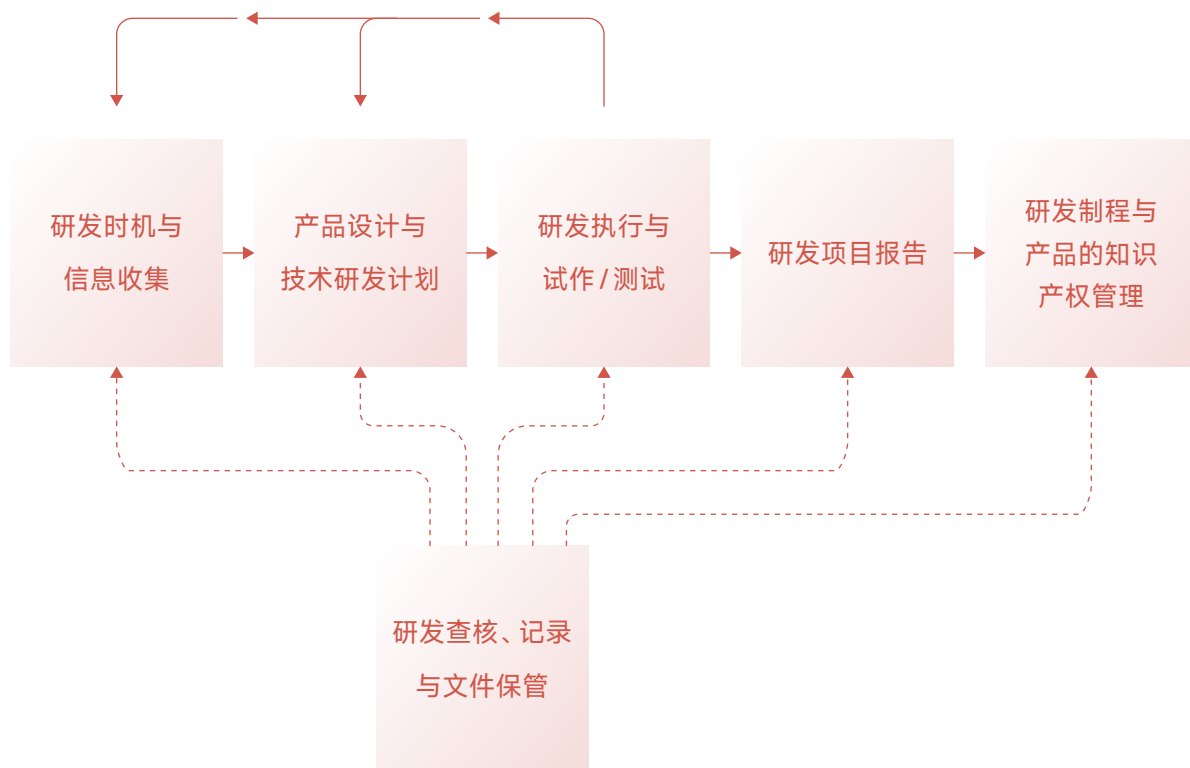 研发时机与
信息收集
产品设计与
技术研发计划
研发执行与
试作 / 测试
研发项目报告
研发制程与
产品的知识
产权管理
研发查核、记录
与文件保管